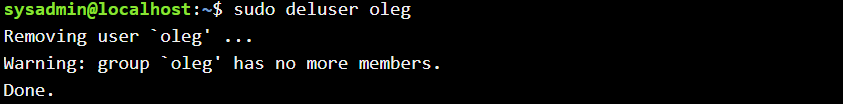 sysadmin@localhost:~$ sudo deluser oleg
Removing user `oleg' ...
Warning: group `oleg' has no more members.
Done.